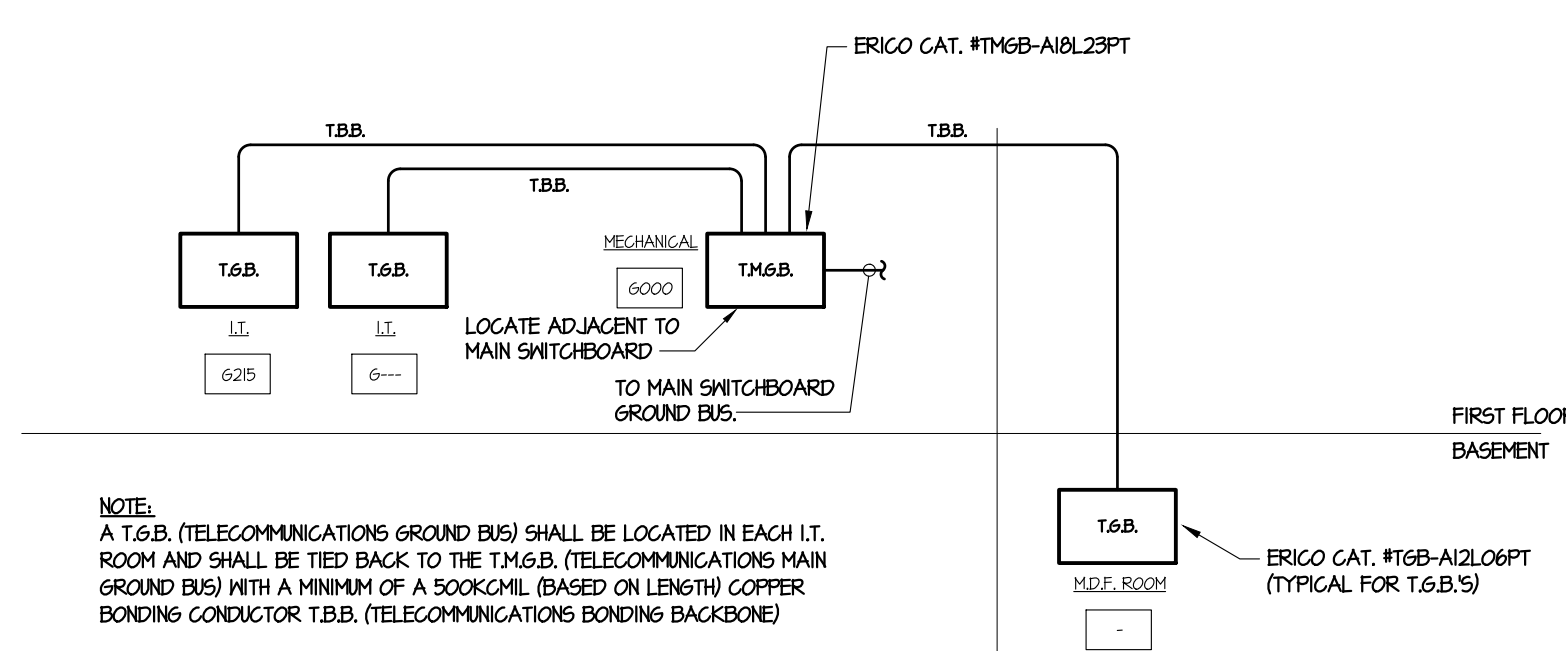 ERICO CAT. #TMGB-A18L23PT
T.B.B.
T.B.B.
T.B.B.
T.G.B.
T.G.B.
MECHANICAL
T.M.G.B.
G000
I.T.
I.T.
LOCATE ADJACENT TO
MAIN SWITCHBOARD
G215
G---
TO MAIN SWITCHBOARD
GROUND BUS.
FIRST FLOOR
BASEMENT
NOTE:
A T.G.B. (TELECOMMUNICATIONS GROUND BUS) SHALL BE LOCATED IN EACH I.T.
ROOM AND SHALL BE TIED BACK TO THE T.M.G.B. (TELECOMMUNICATIONS MAIN
GROUND BUS) WITH A MINIMUM OF A 500KCMIL (BASED ON LENGTH) COPPER
BONDING CONDUCTOR T.B.B. (TELECOMMUNICATIONS BONDING BACKBONE)
T.G.B.
ERICO CAT. #TGB-A12L06PT
(TYPICAL FOR T.G.B.'S)
M.D.F. ROOM
-